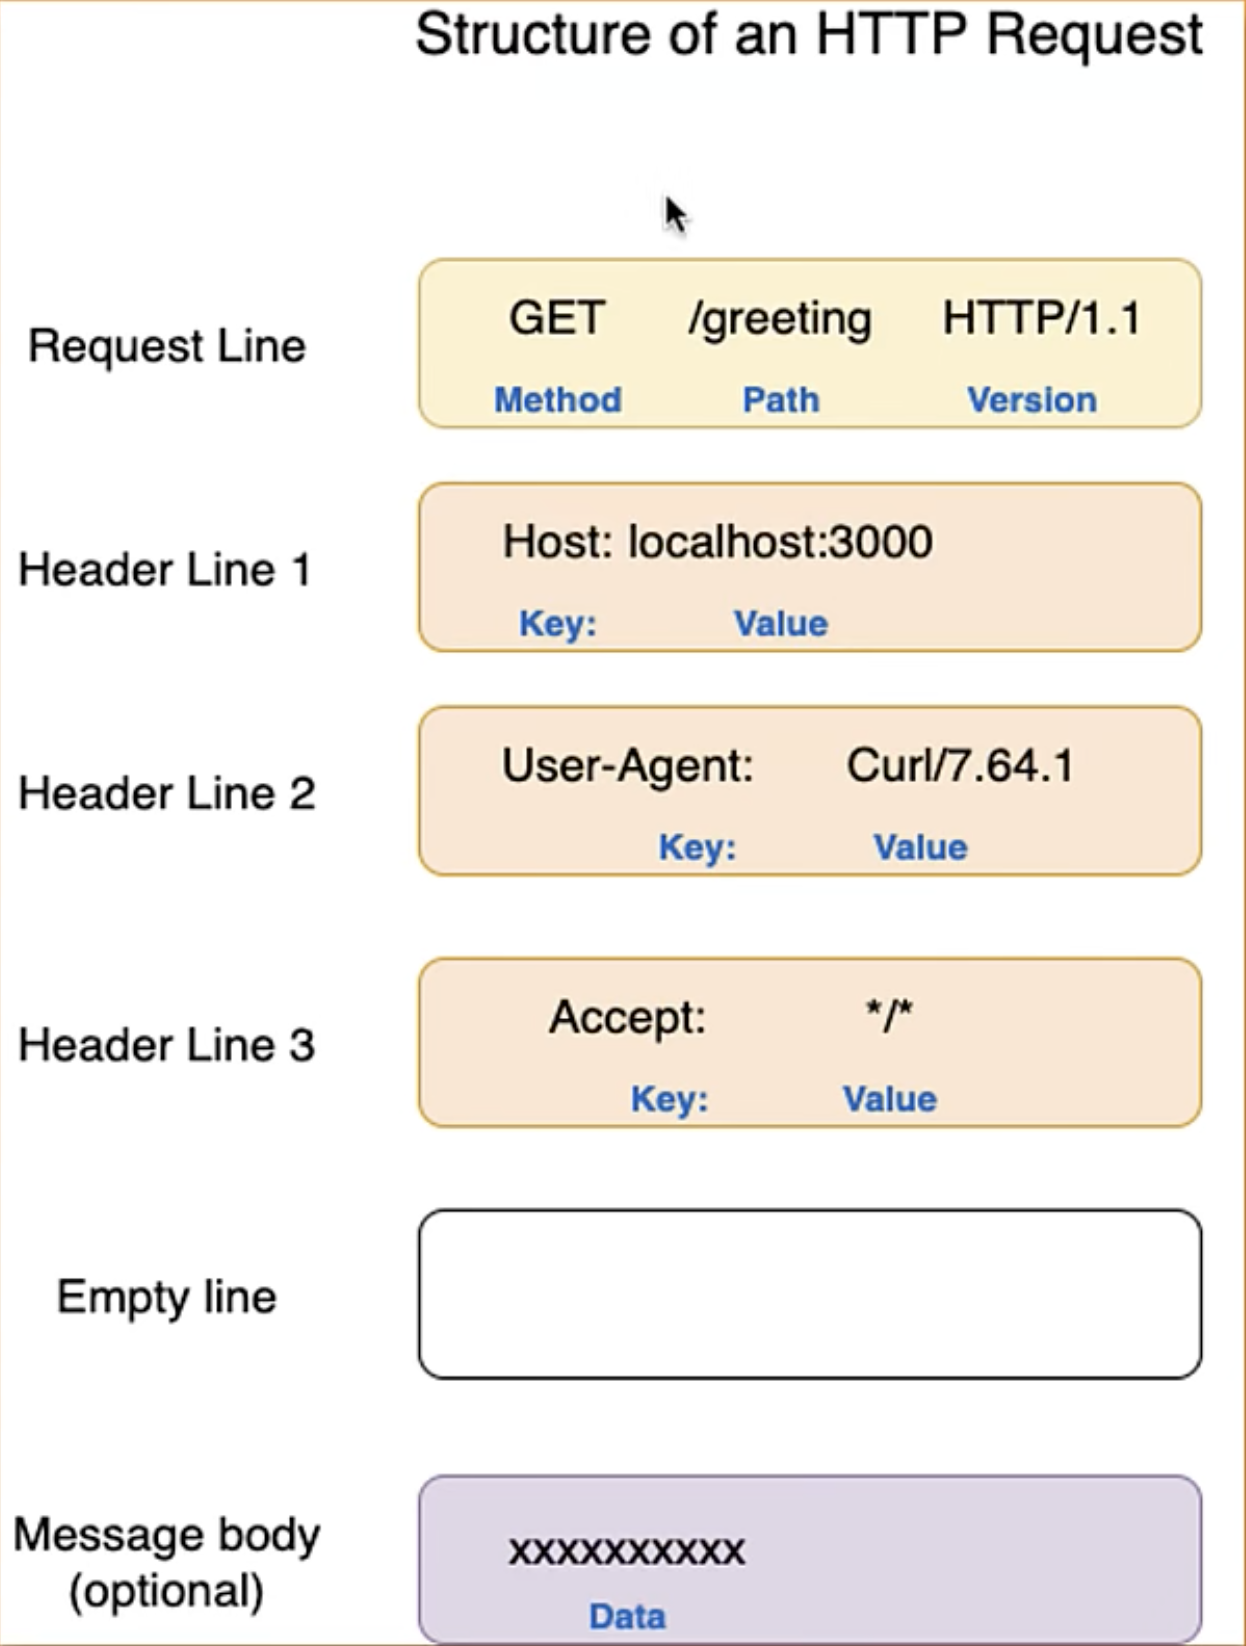 Structure of an HTTP Request
Request Line
GET /greeting HTTP/1.1
Method Path Version
Header Line 1
Host: localhost:3000
Key: Value
Header Line 2
User-Agent: Curl/7.64.1
Key: Value
Header Line 3
Accept: */*
Key: Value
Empty line
Message body
(optional)
xxxxxxxxxx
Data